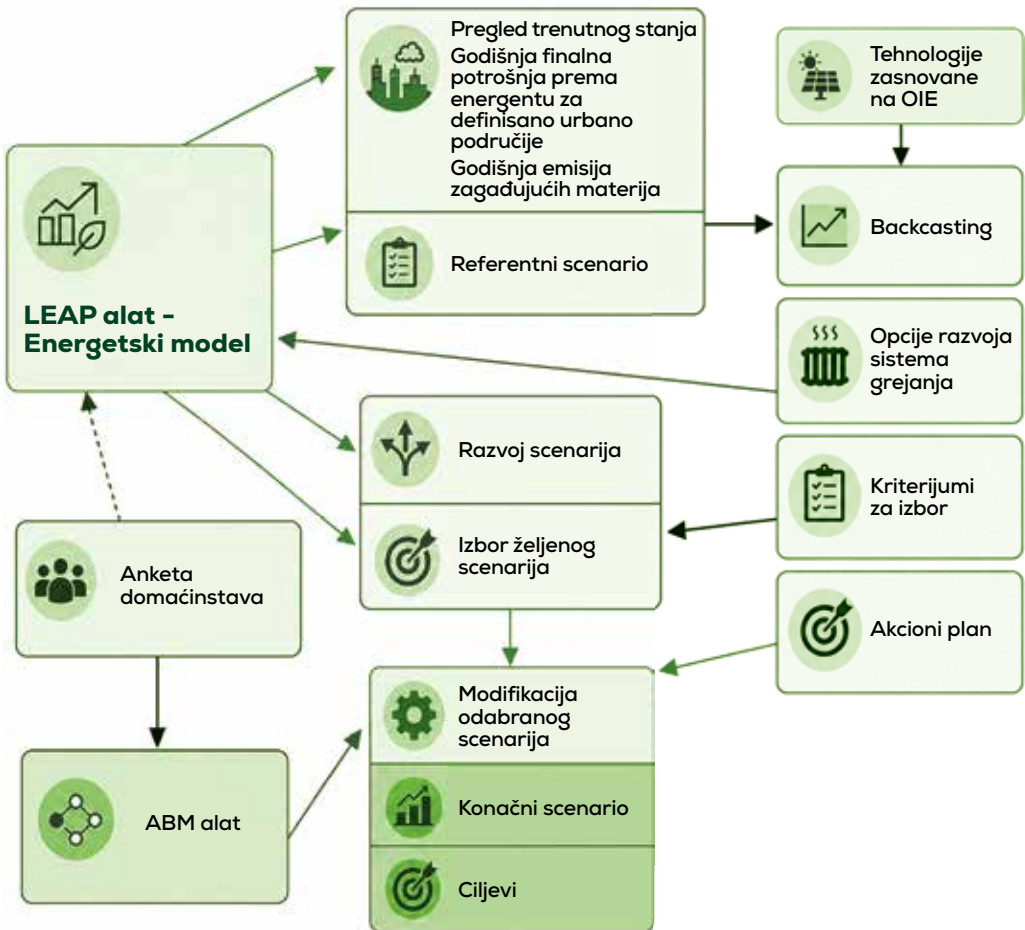 Pregled trenutnog stanja
Godišnja finalna
potrošnja prema
energentu za
definisano urbano
područije
Godišnja emisija
zagađujućih materija
Referentni scenario
Tehnologije
zasnovane
na OIE
Backcasting
LEAP alat –
Energetski model
Opcije razvoja
sistema
grejanja
Razvoj scenarija
Izbor željenog
scenarija
Kriterijumi
za izbor
Anketa
domaćinstava
Akcioni plan
Modifikacija
odabranog
scenarija
Konačni scenario
Ciljevi
ABM alat